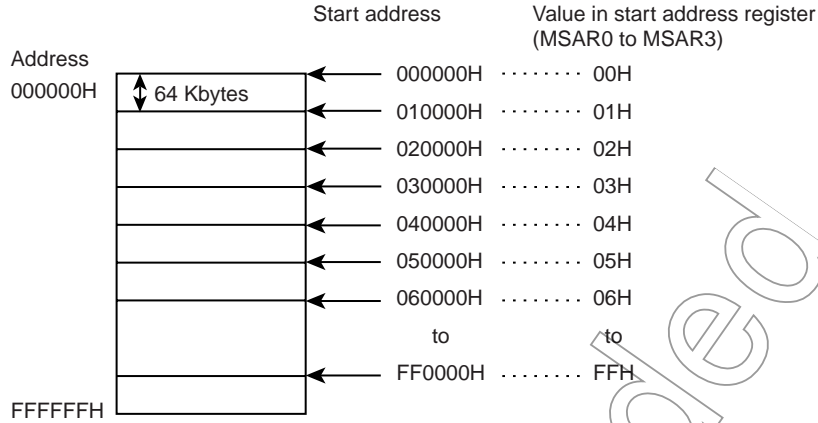 Start address
Value in start address register
(MSAR0 to MSAR3)
Address
000000H
64 Kbytes
000000H ········ 00H
010000H ········ 01H
020000H ········ 02H
030000H ········ 03H
040000H ········ 04H
050000H ········ 05H
060000H ········ 06H
to to
FF0000H ········ FFH
FFFFFFH
ded